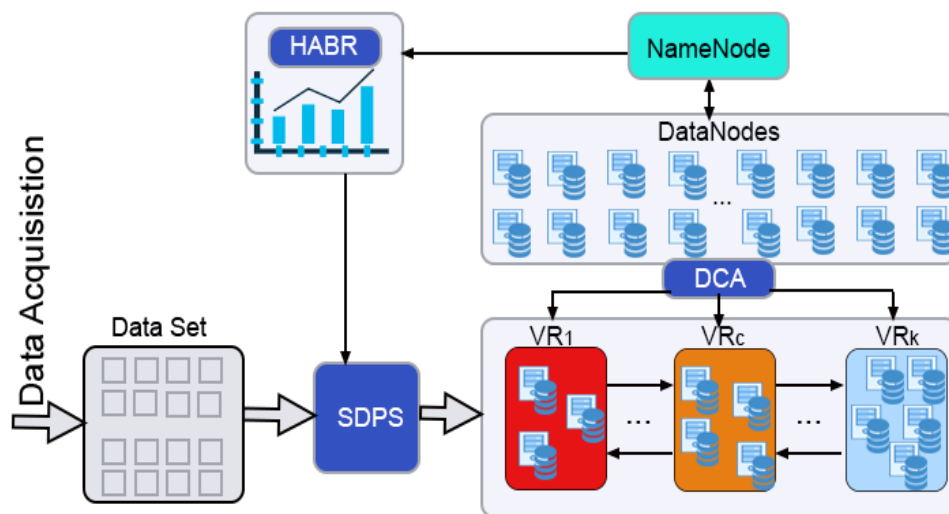 HABR
NameNode
DataNodes
...
DCA
Data Acquisistion
Data Set
SDPS
VR1
VRc
VRk
...
...